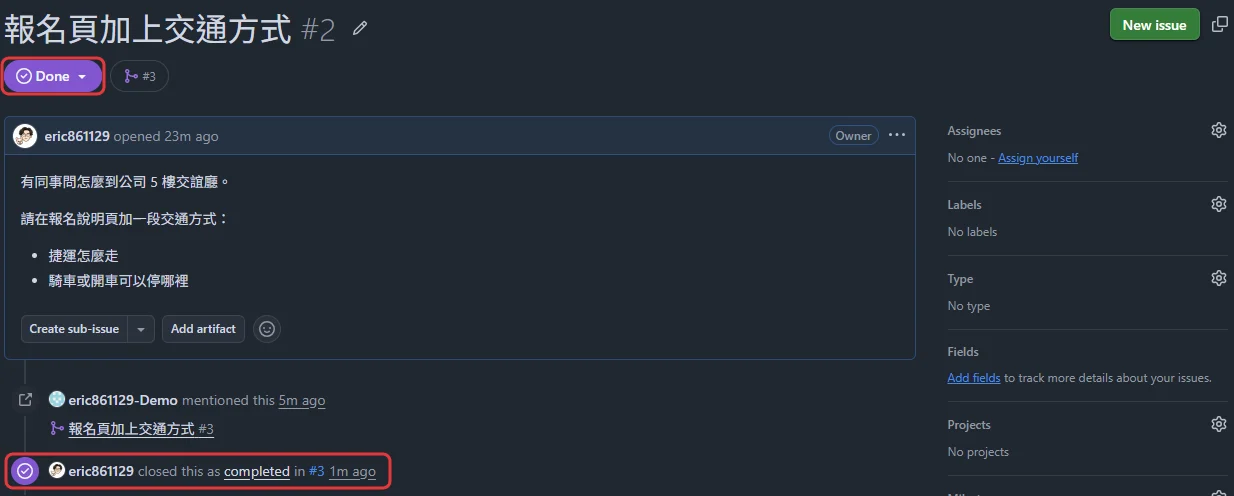 報名頁加上交通方式 #2
New issue
Done
#3
eric861129 opened 23m ago
Owner
有同事問怎麼到公司 5 樓交誼廳。
請在報名說明頁加一段交通方式：
捷運怎麼走
騎車或開車可以停哪裡
Create sub-issue
Add artifact
eric861129-Demo mentioned this 5m ago
報名頁加上交通方式 #3
eric861129 closed this as completed in #3 1m ago
Assignees
No one - Assign yourself
Labels
No labels
Type
No type
Fields
Add fields to track more details about your issues.
Projects
No projects